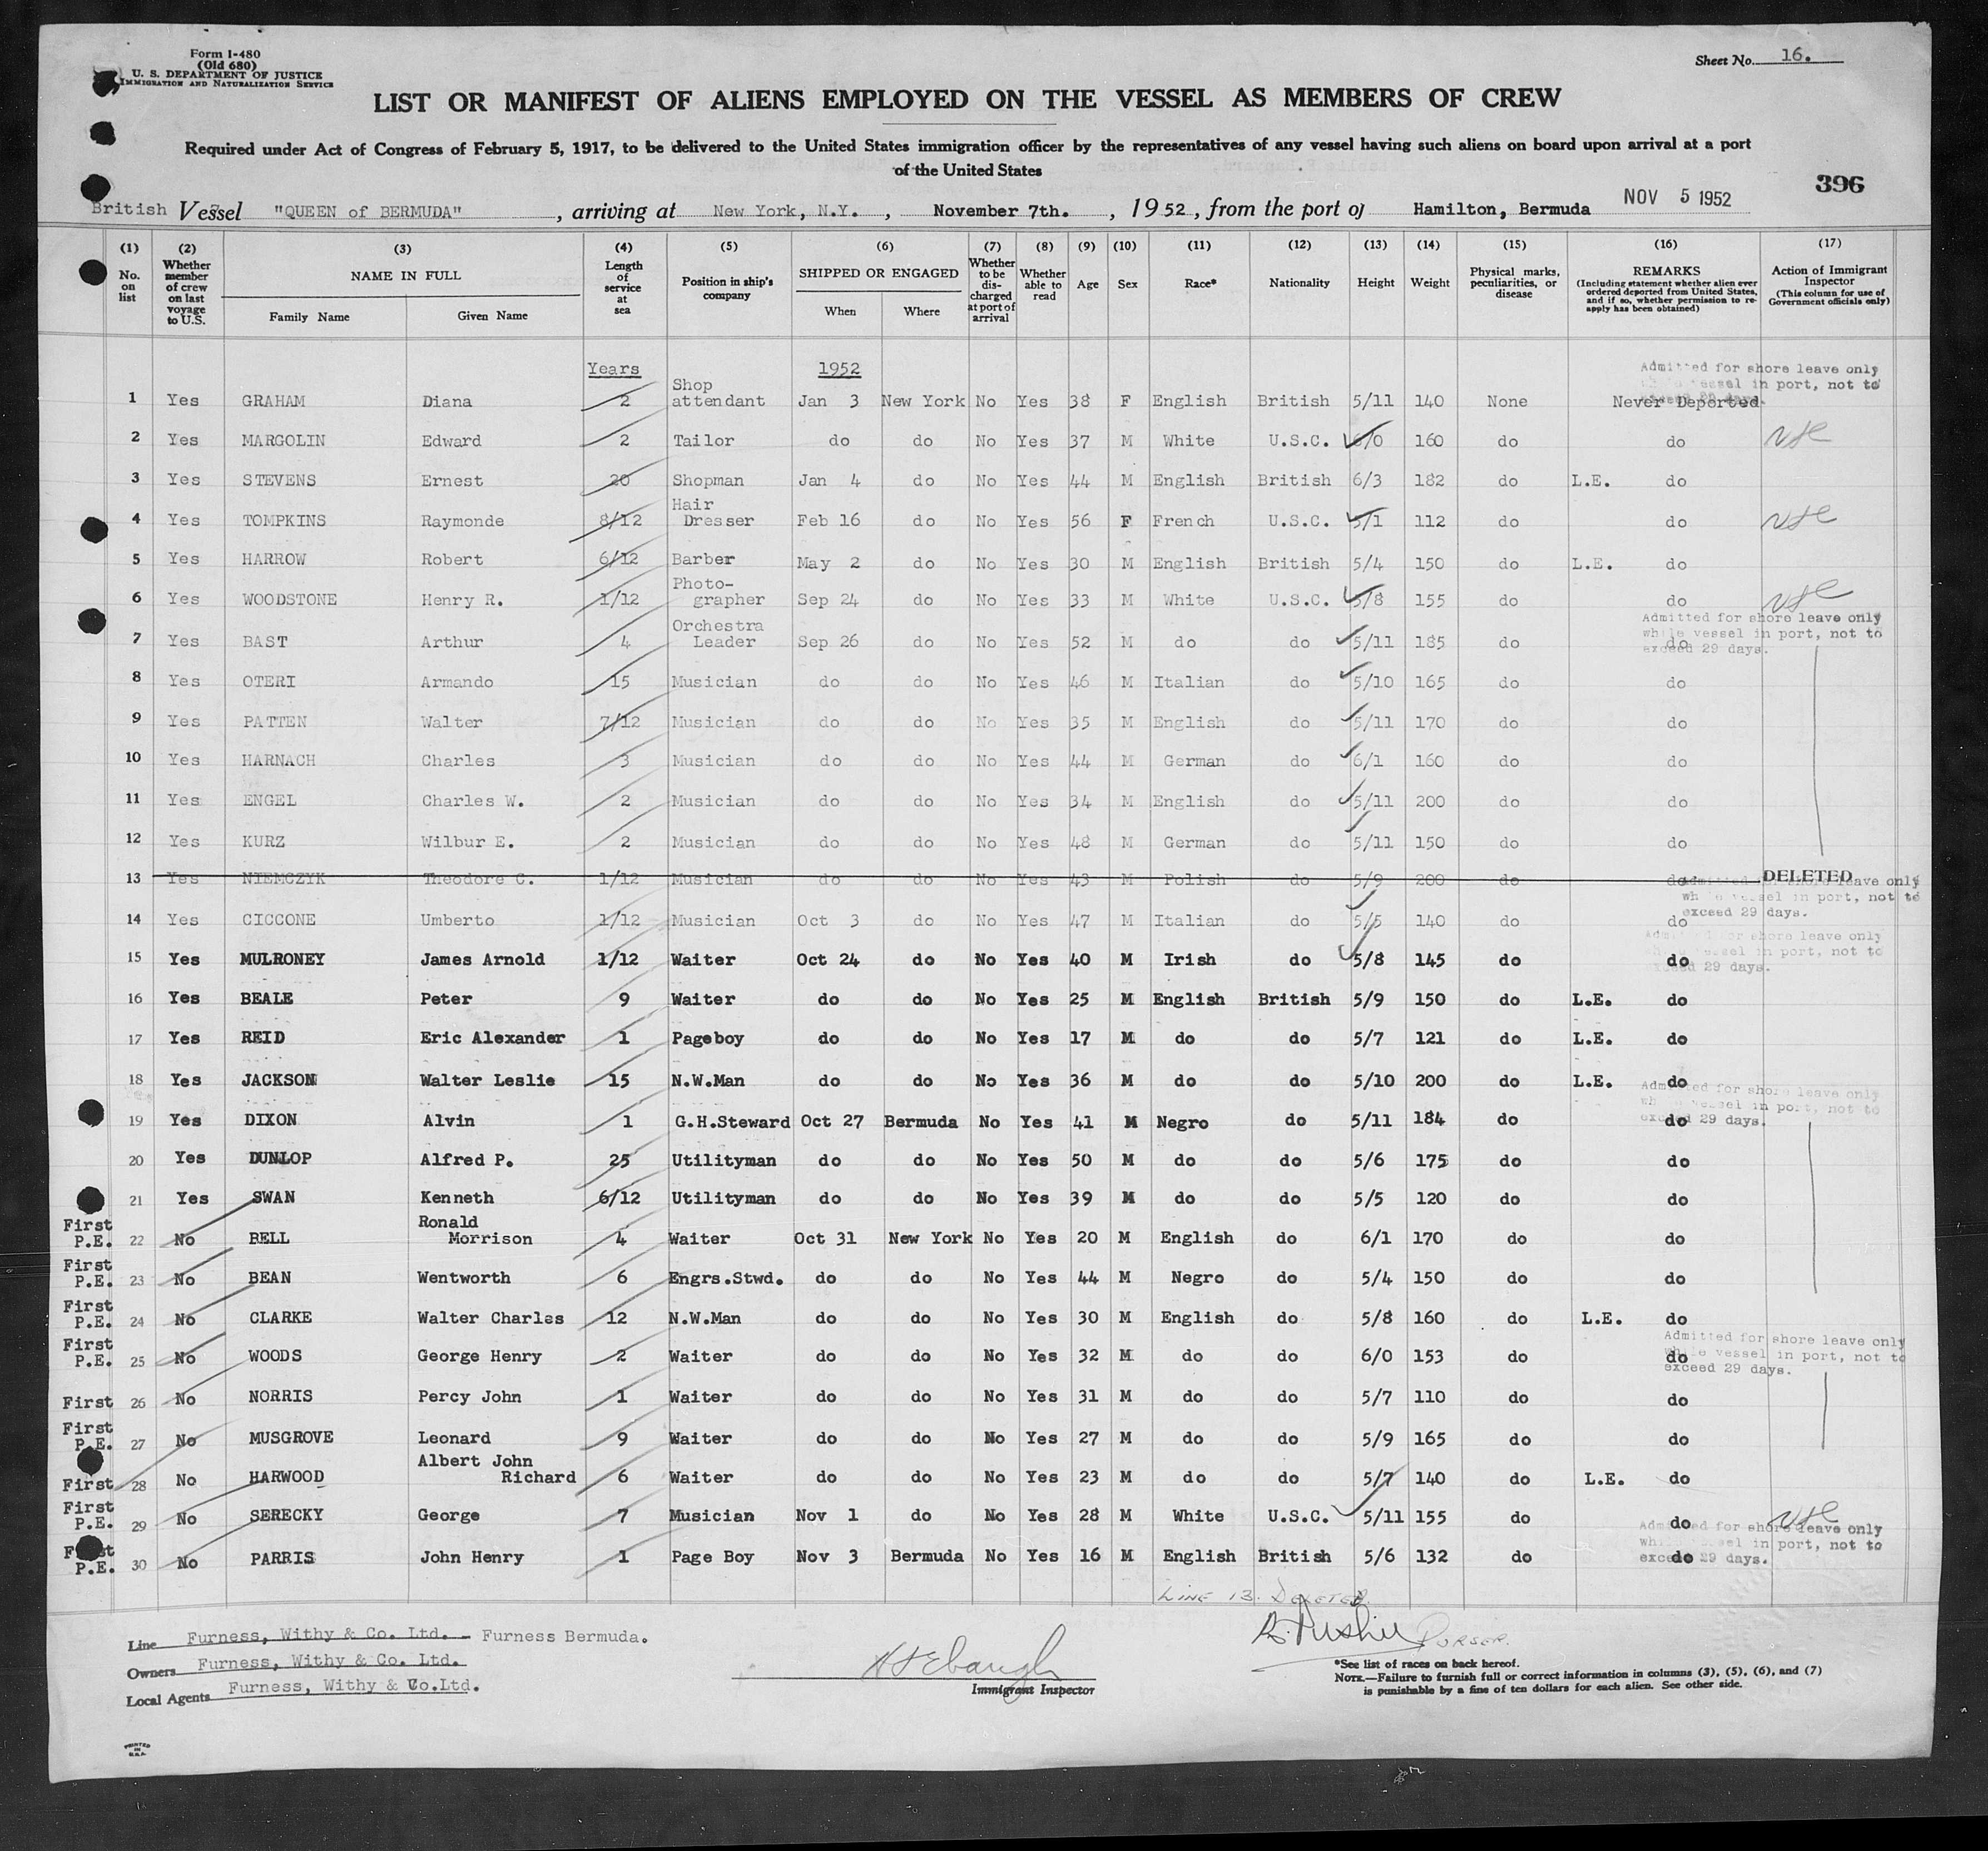 Form I-480
(Old 680)
U. S. DEPARTMENT OF JUSTICE
IMMIGRATION AND NATURALIZATION SERVICE
Sheet No. 16.
LIST OR MANIFEST OF ALIENS EMPLOYED ON THE VESSEL AS MEMBERS OF CREW
Required under Act of Congress of February 5, 1917, to be delivered to the United States immigration officer by the representatives of any vessel having such aliens on board upon arrival at a port
of the United States
396
British Vessel "QUEEN of BERMUDA", arriving at New York, N.Y., November 7th., 1952, from the port of Hamilton, Bermuda NOV 5 1952
(1) (2) (3) (4) (5) (6) (7) (8) (9) (10) (11) (12) (13) (14) (15) (16) (17)
No. on list
Whether member of crew on last voyage to U.S.
NAME IN FULL
Family Name Given Name
Length of service at sea
Position in ship's company
SHIPPED OR ENGAGED
When Where
Whether to be discharged at port of arrival
Whether able to read
Age Sex Race* Nationality Height Weight
Physical marks, peculiarities, or disease
REMARKS
(Including statement whether alien ever ordered deported from United States, and if so, whether permission to reapply has been obtained)
Action of Immigrant Inspector
(This column for use of Government officials only)
Years 1952
Admitted for shore leave only
vessel in port, not to
exceed 29 days.
1 Yes GRAHAM Diana 2 Shop attendant Jan 3 New York No Yes 38 F English British 5/11 140 None Never Deported
2 Yes MARGOLIN Edward 2 Tailor do do No Yes 37 M White U.S.C. 6/0 160 do do
3 Yes STEVENS Ernest 20 Shopman Jan 4 do No Yes 44 M English British 6/3 182 do L.E. do
4 Yes TOMPKINS Raymonde 8/12 Hair Dresser Feb 16 do No Yes 56 F French U.S.C. 5/1 112 do do
5 Yes HARROW Robert 6/12 Barber May 2 do No Yes 30 M English British 5/4 150 do L.E. do
6 Yes WOODSTONE Henry R. 1/12 Photo-grapher Sep 24 do No Yes 33 M White U.S.C. 5/8 155 do do
Admitted for shore leave only
while vessel in port, not to
exceed 29 days.
7 Yes BAST Arthur 4 Orchestra Leader Sep 26 do No Yes 52 M do do 5/11 185 do do
8 Yes OTERI Armando 15 Musician do do No Yes 46 M Italian do 5/10 165 do do
9 Yes PATTEN Walter 7/12 Musician do do No Yes 35 M English do 5/11 170 do do
10 Yes HARNACH Charles 3 Musician do do No Yes 44 M German do 6/1 160 do do
11 Yes ENGEL Charles W. 2 Musician do do No Yes 34 M English do 5/11 200 do do
12 Yes KURZ Wilbur E. 2 Musician do do No Yes 48 M German do 5/11 150 do do
13 Yes NIEMCZYK Theodore C. 1/12 Musician do do No Yes 43 M Polish do 5/9 200 do do DELETED
Admitted for shore leave only
vessel in port, not to
exceed 29 days.
14 Yes CICCONE Umberto 1/12 Musician Oct 3 do No Yes 47 M Italian do 5/5 140 do do
shore leave only
in port, not to
exceed 29 days.
15 Yes MULRONEY James Arnold 1/12 Waiter Oct 24 do No Yes 40 M Irish do 5/8 145 do do
16 Yes BEALE Peter 9 Waiter do do No Yes 25 M English British 5/9 150 do L.E. do
17 Yes REID Eric Alexander 1 Pageboy do do No Yes 17 M do do 5/7 121 do L.E. do
18 Yes JACKSON Walter Leslie 15 N.W.Man do do No Yes 36 M do do 5/10 200 do L.E. do
Admitted for shore leave only
vessel in port, not to
exceed 29 days.
19 Yes DIXON Alvin 1 G.H.Steward Oct 27 Bermuda No Yes 41 M Negro do 5/11 184 do do
20 Yes DUNLOP Alfred P. 25 Utilityman do do No Yes 50 M do do 5/6 175 do do
21 Yes SWAN Kenneth 6/12 Utilityman do do No Yes 39 M do do 5/5 120 do do
First P.E. 22 No BELL Ronald Morrison 4 Waiter Oct 31 New York No Yes 20 M English do 6/1 170 do do
First P.E. 23 No BEAN Wentworth 6 Engrs.Stwd. do do No Yes 44 M Negro do 5/4 150 do do
First P.E. 24 No CLARKE Walter Charles 12 N.W.Man do do No Yes 30 M English do 5/8 160 do L.E. do
Admitted for shore leave only
while vessel in port, not to
exceed 29 days.
First P.E. 25 No WOODS George Henry 2 Waiter do do No Yes 32 M do do 6/0 153 do do
First 26 No NORRIS Percy John 1 Waiter do do No Yes 31 M do do 5/7 110 do do
First P.E. 27 No MUSGROVE Leonard 9 Waiter do do No Yes 27 M do do 5/9 165 do do
First 28 No HARWOOD Albert John Richard 6 Waiter do do No Yes 23 M do do 5/7 140 do L.E. do
First P.E. 29 No SERECKY George 7 Musician Nov 1 do No Yes 28 M White U.S.C. 5/11 155 do do
Admitted for shore leave only
vessel in port, not to
exceed 29 days.
First P.E. 30 No PARRIS John Henry 1 Page Boy Nov 3 Bermuda No Yes 16 M English British 5/6 132 do do
LINE 13. DELETED.
PURSER.
Line Furness, Withy & Co. Ltd. - Furness Bermuda.
Owners Furness, Withy & Co. Ltd.
Local Agents Furness, Withy & Co.Ltd.
Immigrant Inspector
*See list of races on back hereof.
NOTE.—Failure to furnish full or correct information in columns (3), (5), (6), and (7)
is punishable by a fine of ten dollars for each alien. See other side.
PRINTED
IN
U.S.A.